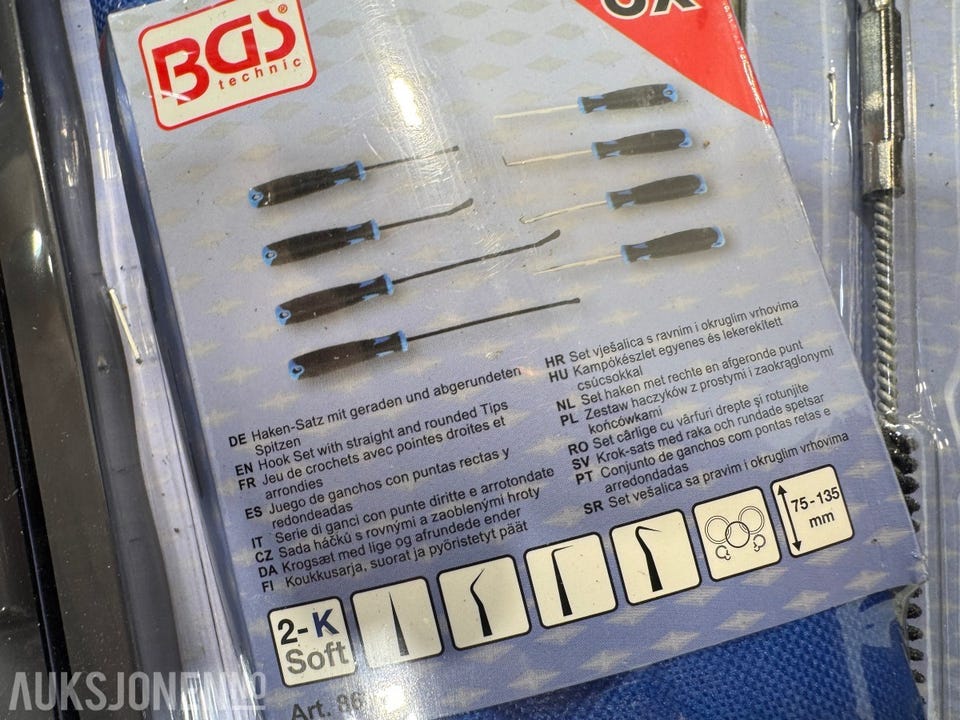 BGS
technic
DE Haken-Satz mit geraden und abgerundeten
Spitzen
EN Hook Set with straight and rounded Tips
FR Jeu de crochets avec pointes droites et
arrondies
ES Juego de ganchos con puntas rectas y
redondeadas
IT Serie di ganci con punte diritte e arrotondate
CZ Sada háčků s rovnými a zaoblenými hroty
DA Krogsæt med lige og afrundede ender
FI Koukkusarja, suorat ja pyöristetyt päät
HR Set vješalica s ravnim i okruglim vrhovima
HU Kampókészlet egyenes és lekerekített
csúcsokkal
NL Set haken met rechte en afgeronde punt
PL Zestaw haczyków z prostymi i zaokrąglonymi
końcówkami
RO Set cârlige cu vârfuri drepte şi rotunjite
SV Krok-sats med raka och rundade spetsar
PT Conjunto de ganchos com pontas retas e
arredondadas
SR Set vešalica sa pravim i okruglim vrhovima
2-K
Soft
75-135
mm
Art. 86
AUKSJONEN.NO